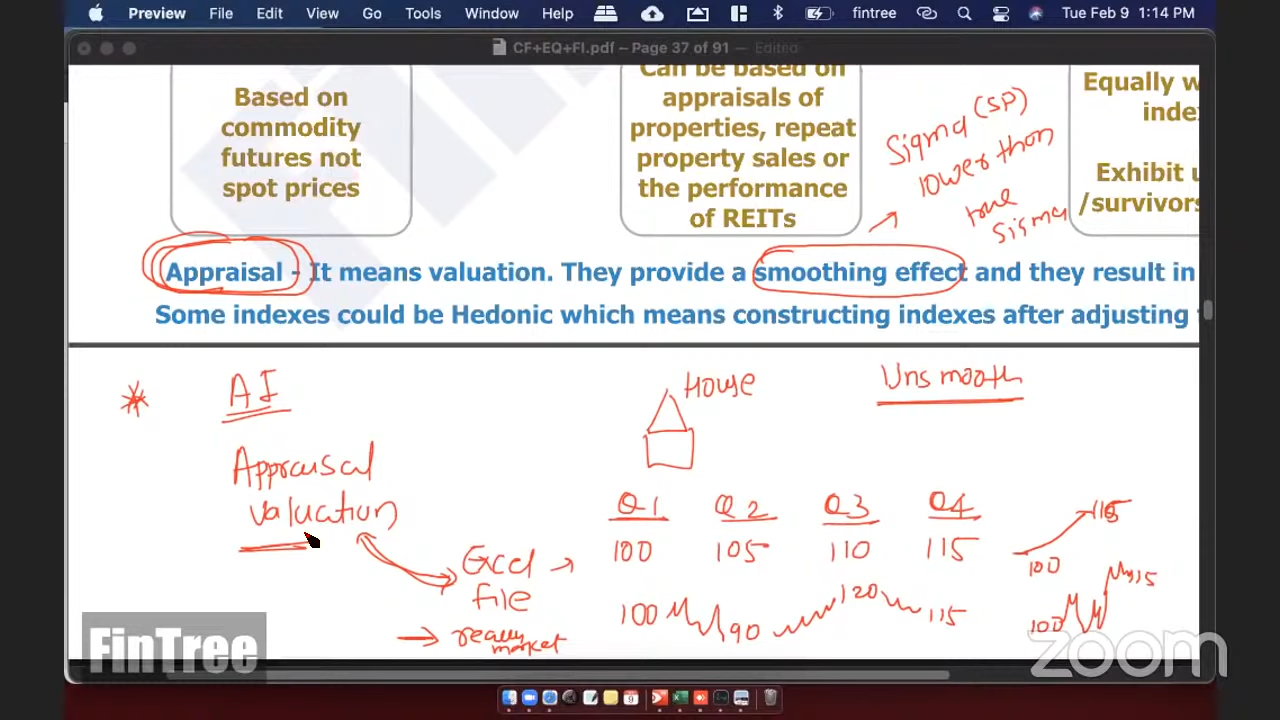 Preview File Edit View Go Tools Window Help fintree Tue Feb 9 1:14 PM
CF+EQ+FI.pdf – Page 37 of 91 — Edited
Based on
commodity
futures not
spot prices
Can be based on
appraisals of
properties, repeat
property sales or
the performance
of REITs
Sigma (SP)
lower than
true
sigma
Equally w
index
Exhibit u
/survivors
Appraisal - It means valuation. They provide a smoothing effect and they result in
Some indexes could be Hedonic which means constructing indexes after adjusting
AI
House
Unsmooth
Appraisal
valuation
Q1 Q2 Q3 Q4
100 105 110 115
100
Excel
file
100 90 120 115
100 115
market
FinTree
zoom